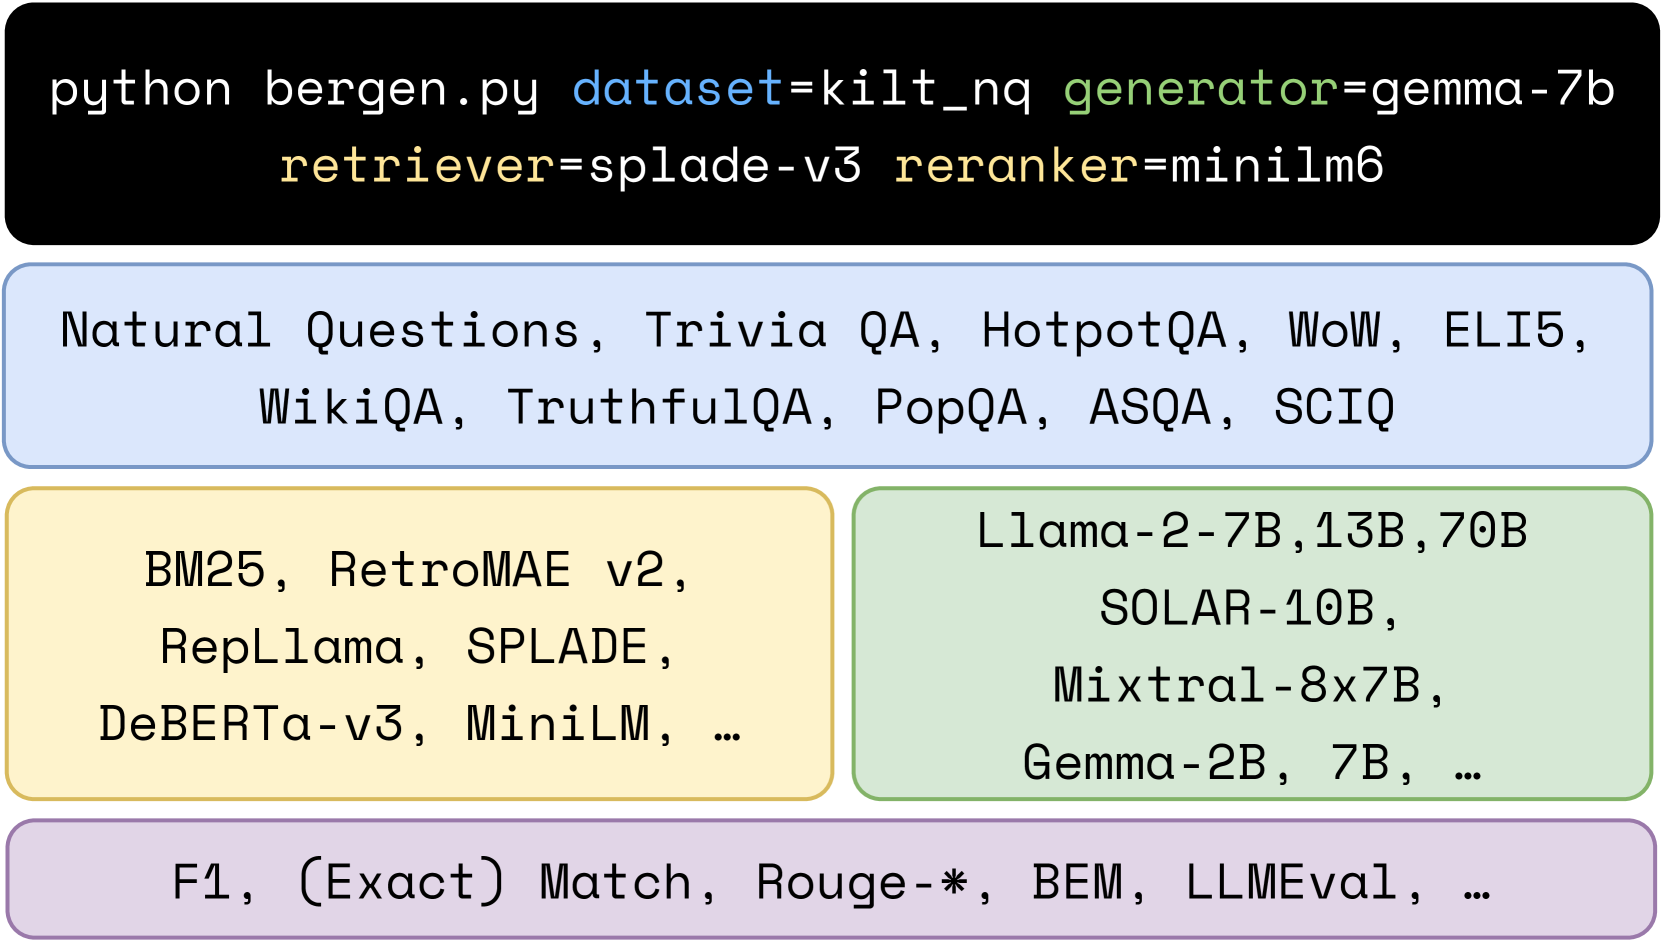 python bergen.py dataset=kilt_nq generator=gemma-7b
retriever=splade-v3 reranker=minilm6
Natural Questions, Trivia QA, HotpotQA, WoW, ELI5,
WikiQA, TruthfulQA, PopQA, ASQA, SCIQ
BM25, RetroMAE v2,
RepLlama, SPLADE,
DeBERTa-v3, MiniLM, …
Llama-2-7B,13B,70B
SOLAR-10B,
Mixtral-8x7B,
Gemma-2B, 7B, …
F1, (Exact) Match, Rouge-*, BEM, LLMEval, …